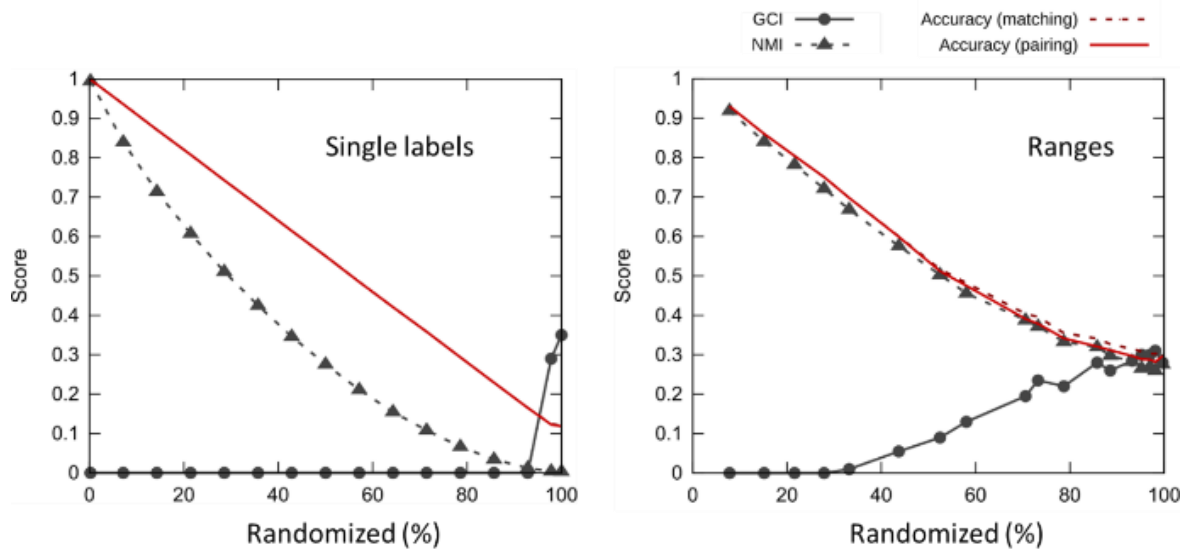 GCI
NMI
Accuracy (matching)
Accuracy (pairing)
1
0.9
0.8
0.7
0.6
0.5
0.4
0.3
0.2
0.1
0
Score
Single labels
0 20 40 60 80 100
Randomized (%)
1
0.9
0.8
0.7
0.6
0.5
0.4
0.3
0.2
0.1
0
Score
Ranges
0 20 40 60 80 100
Randomized (%)